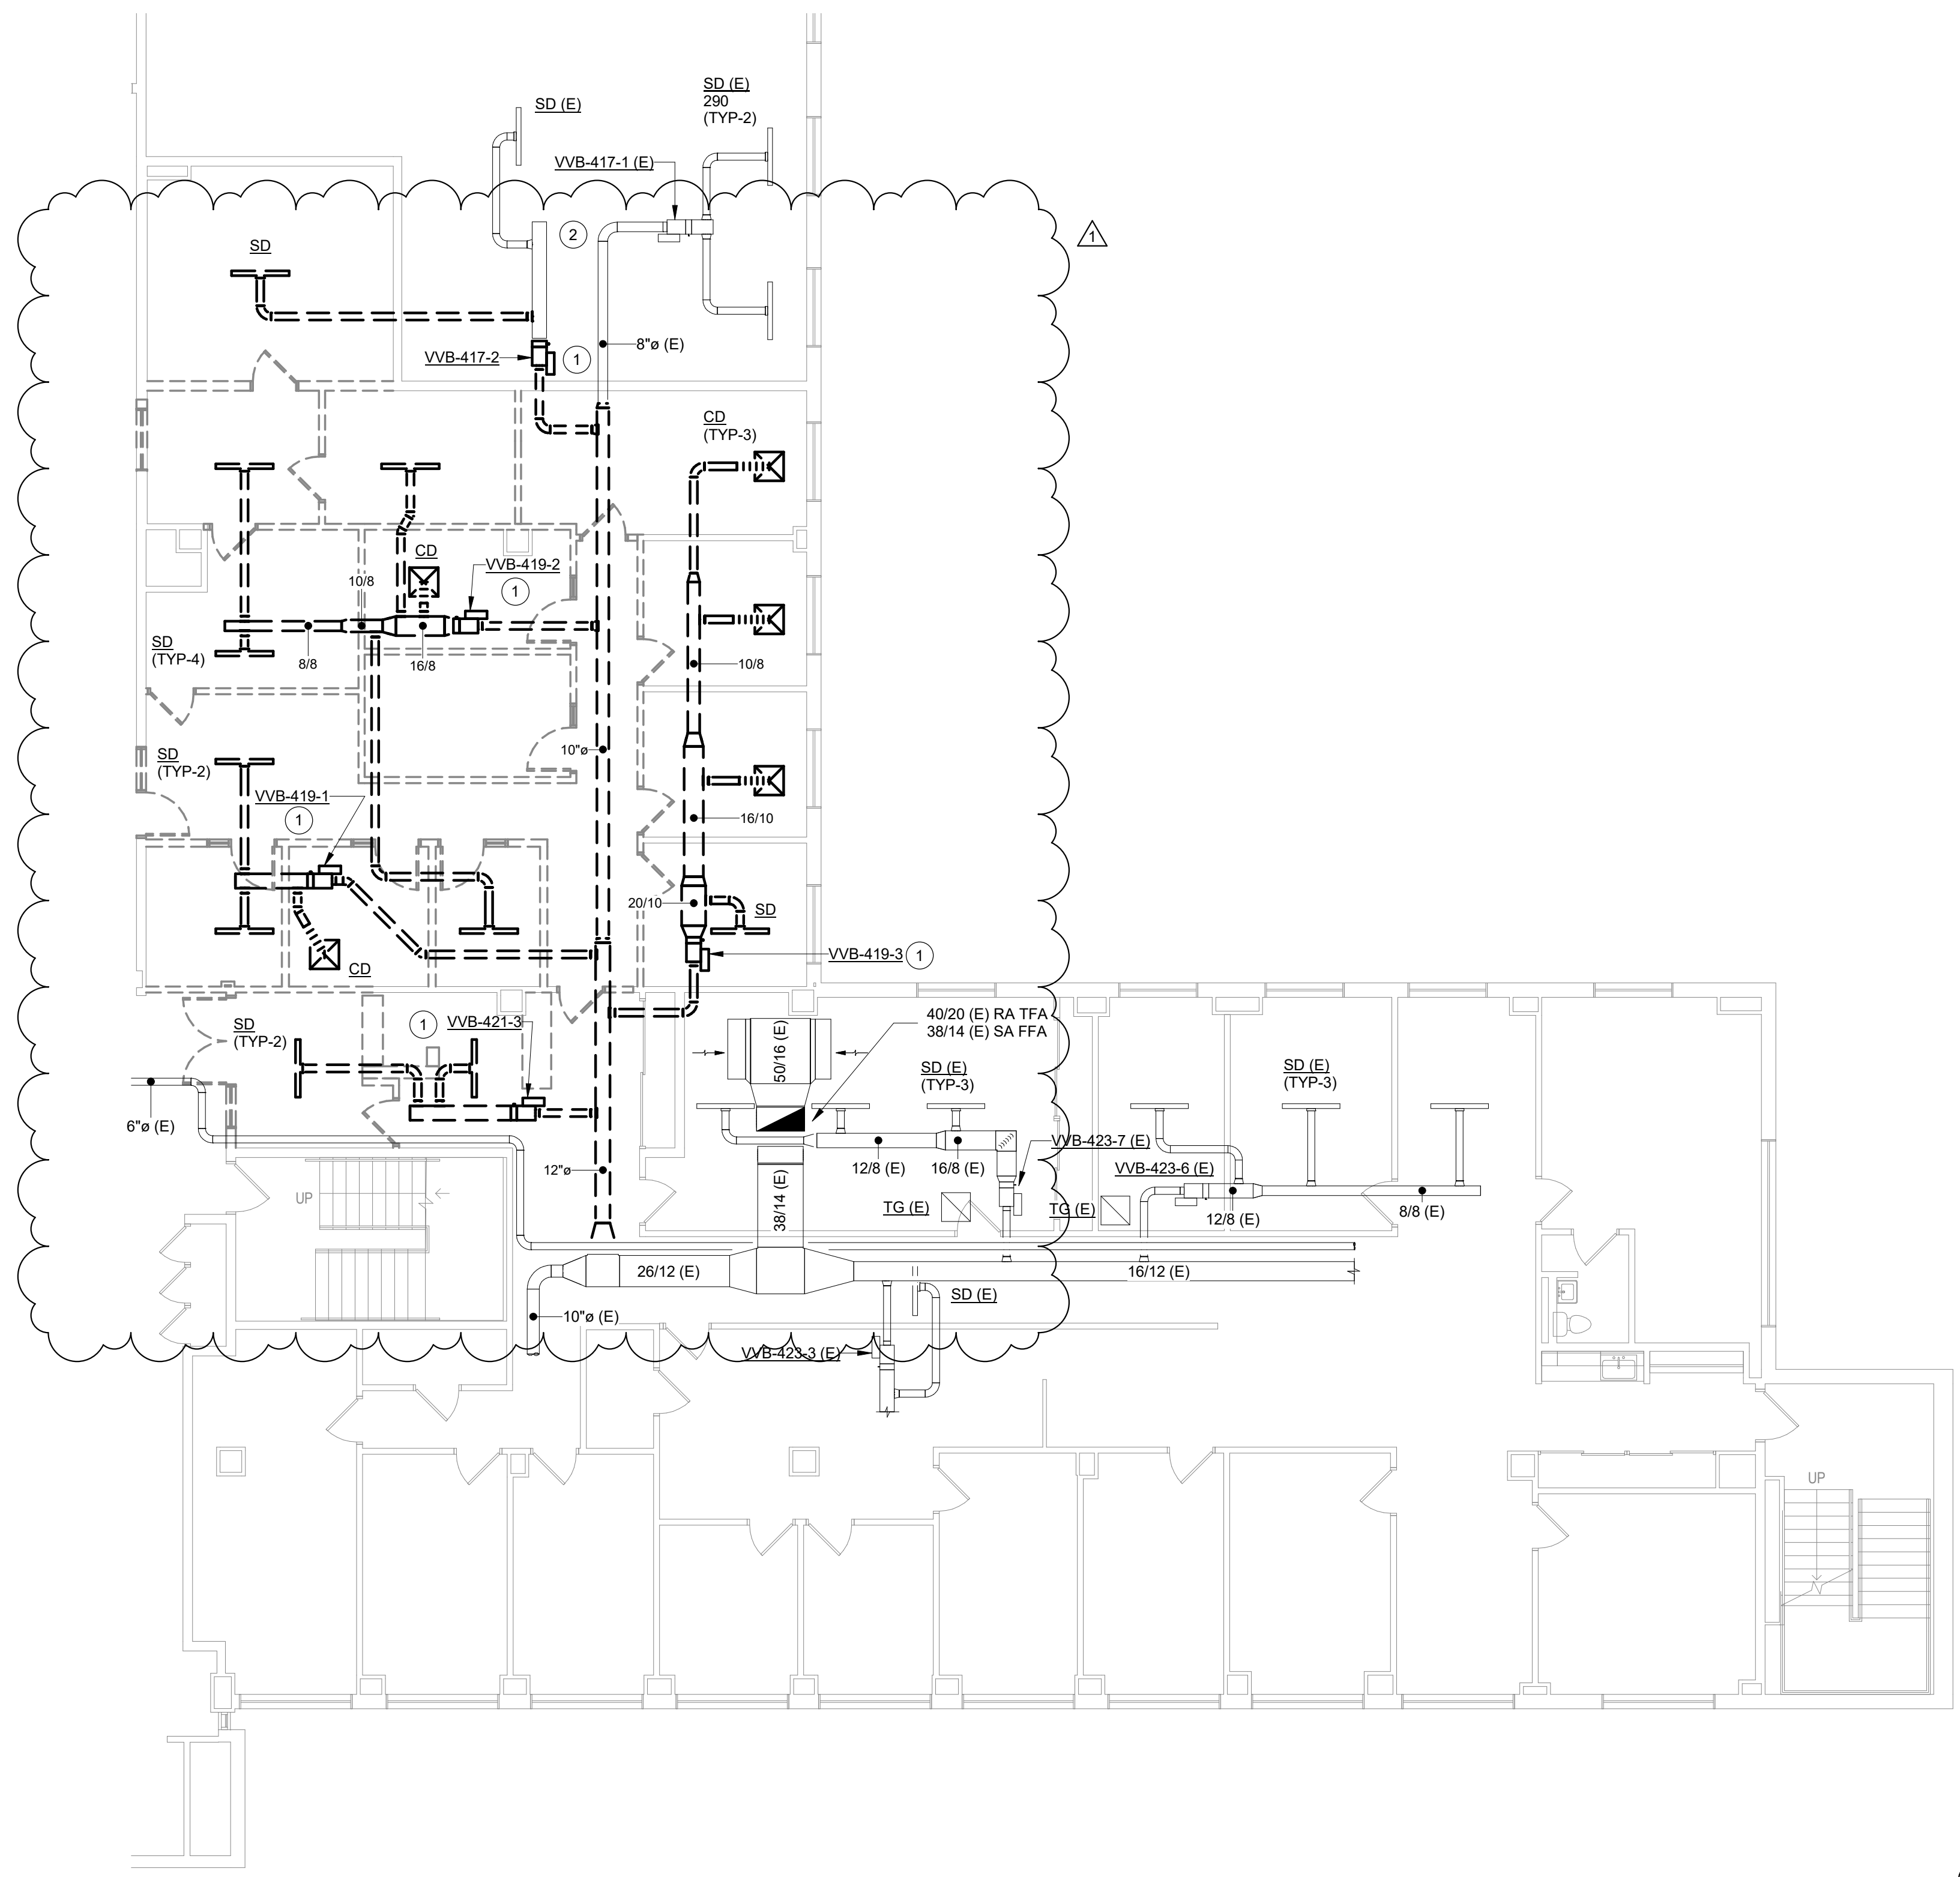 SD (E)
SD (E)
290
(TYP-2)
VVB-417-1 (E)
2
1
SD
8"ø (E)
VVB-417-2
1
CD
(TYP-3)
CD
VVB-419-2
10/8
1
SD
(TYP-4)
8/8
16/8
10/8
10"ø
SD
(TYP-2)
VVB-419-1
1
16/10
20/10
SD
VVB-419-3
1
CD
SD
(TYP-2)
1
VVB-421-3
50/16 (E)
40/20 (E) RA TFA
38/14 (E) SA FFA
SD (E)
(TYP-3)
SD (E)
(TYP-3)
6"ø (E)
VVB-423-7 (E)
12"ø
12/8 (E)
16/8 (E)
VVB-423-6 (E)
UP
38/14 (E)
TG (E)
TG (E)
12/8 (E)
8/8 (E)
26/12 (E)
16/12 (E)
SD (E)
10"ø (E)
VVB-423-3 (E)
UP